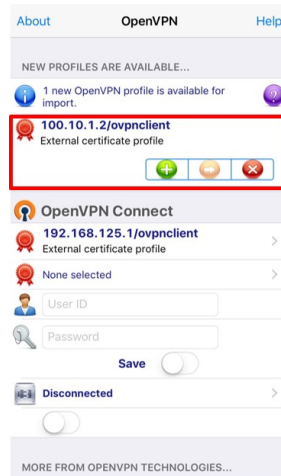 About OpenVPN Help
NEW PROFILES ARE AVAILABLE...
1 new OpenVPN profile is available for
import.
100.10.1.2/ovpnclient
External certificate profile
OpenVPN Connect
192.168.125.1/ovpnclient
External certificate profile
None selected
User ID
Password
Save
Disconnected
MORE FROM OPENVPN TECHNOLOGIES...